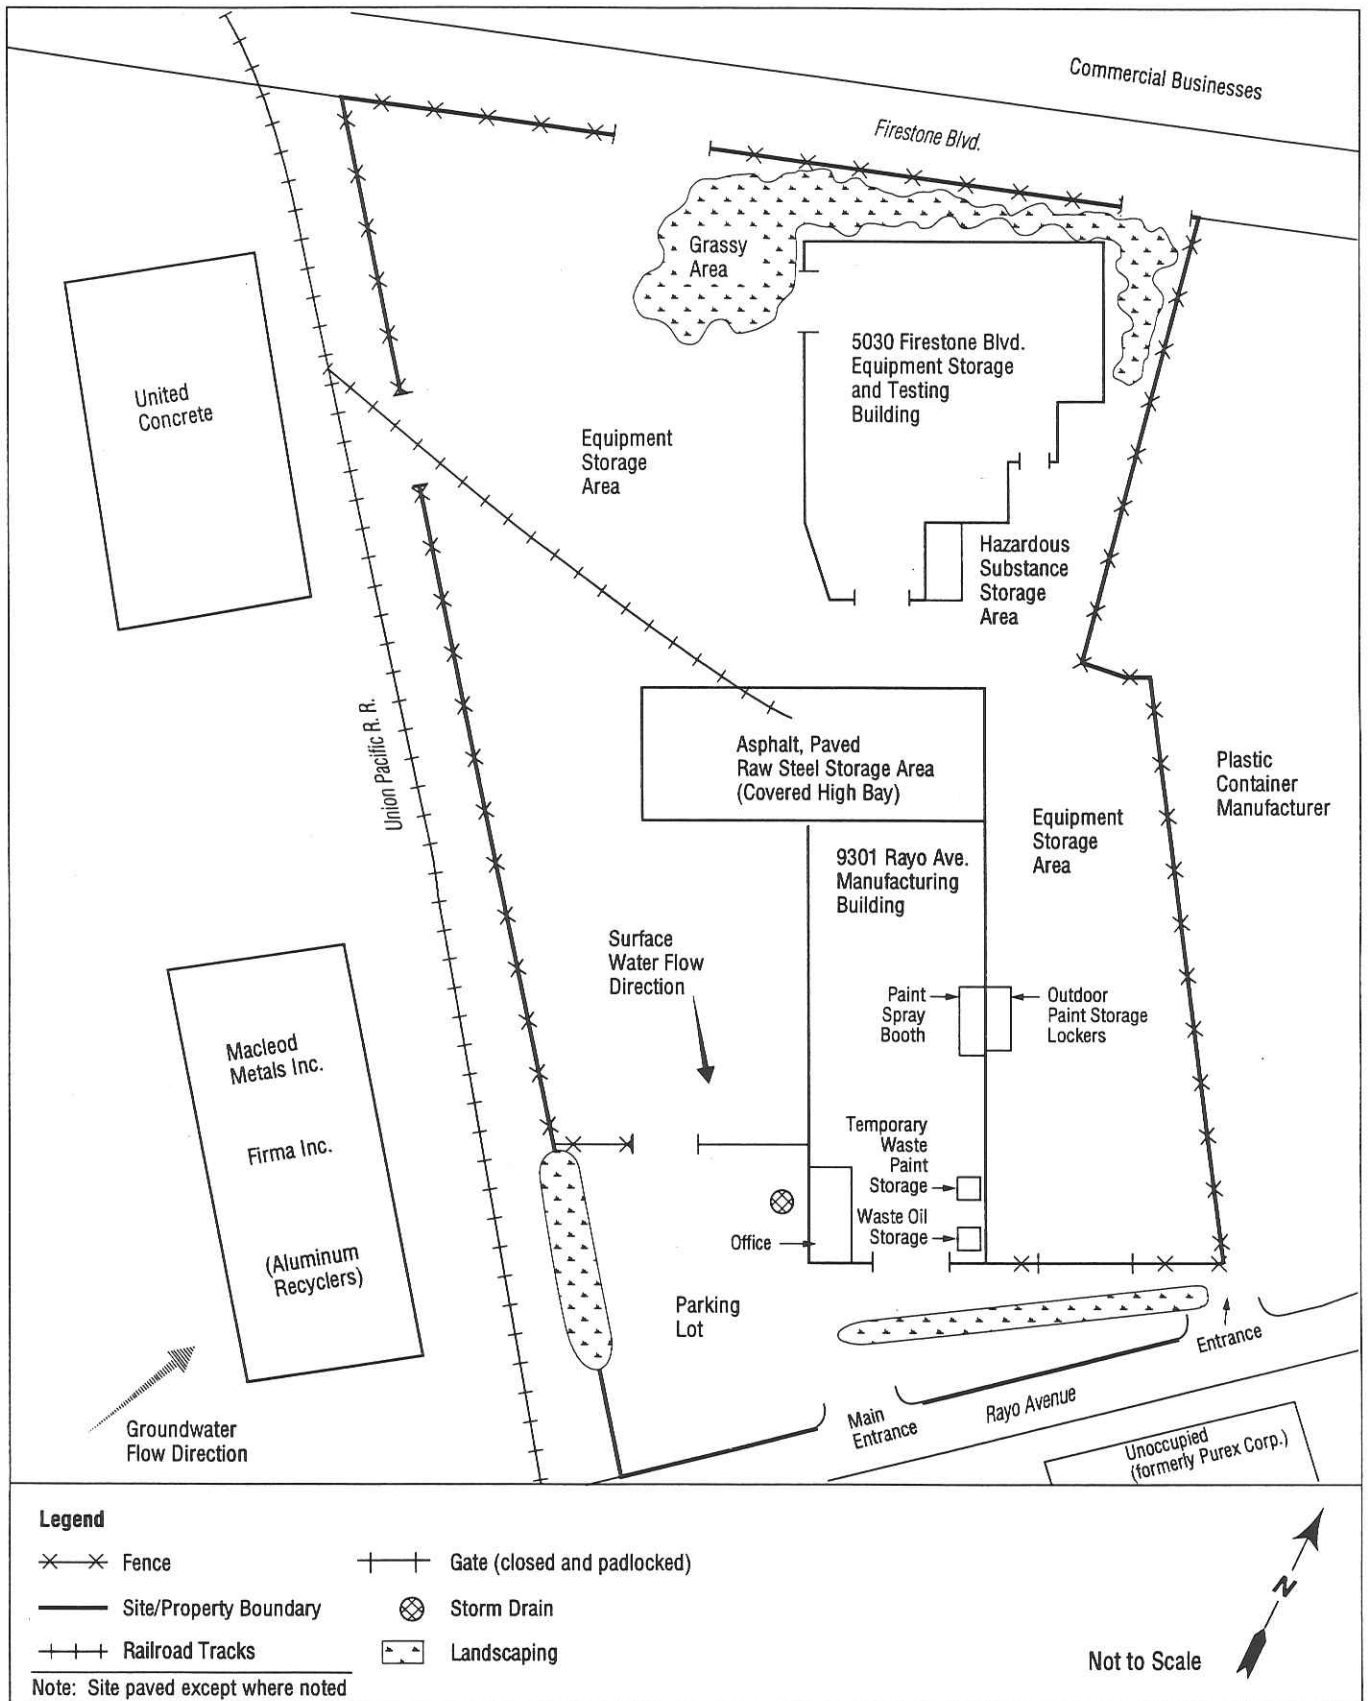 Commercial Businesses
Firestone Blvd.
Grassy
Area
5030 Firestone Blvd.
Equipment Storage
and Testing
Building
United
Concrete
Equipment
Storage
Area
Hazardous
Substance
Storage
Area
Union Pacific R. R.
Asphalt, Paved
Raw Steel Storage Area
(Covered High Bay)
Plastic
Container
Manufacturer
Equipment
Storage
Area
9301 Rayo Ave.
Manufacturing
Building
Surface
Water Flow
Direction
Paint
Spray
Booth
Outdoor
Paint Storage
Lockers
Macleod
Metals Inc.
Firma Inc.
(Aluminum
Recyclers)
Temporary
Waste
Paint
Storage
Waste Oil
Storage
Office
Parking
Lot
Entrance
Main
Entrance
Rayo Avenue
Unoccupied
(formerly Purex Corp.)
Groundwater
Flow Direction
Legend
Fence
Gate (closed and padlocked)
Site/Property Boundary
Storm Drain
Railroad Tracks
Landscaping
Note: Site paved except where noted
Not to Scale
N